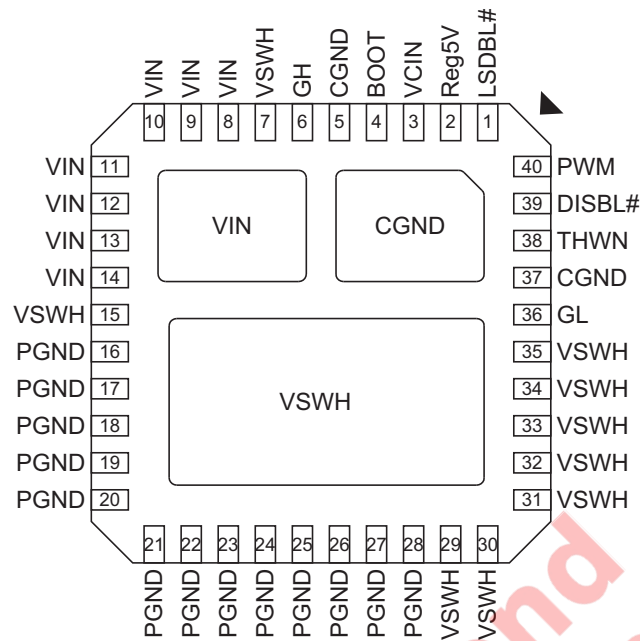 VIN
VIN
VIN
VSWH
GH
CGND
BOOT
VCIN
Reg5V
LSDBL#
10
9
8
7
6
5
4
3
2
1
VIN 11
VIN 12
VIN 13
VIN 14
VSWH 15
PGND 16
PGND 17
PGND 18
PGND 19
PGND 20
VIN
CGND
VSWH
40 PWM
39 DISBL#
38 THWN
37 CGND
36 GL
35 VSWH
34 VSWH
33 VSWH
32 VSWH
31 VSWH
21
22
23
24
25
26
27
28
29
30
PGND
PGND
PGND
PGND
PGND
PGND
PGND
PGND
VSWH
VSWH